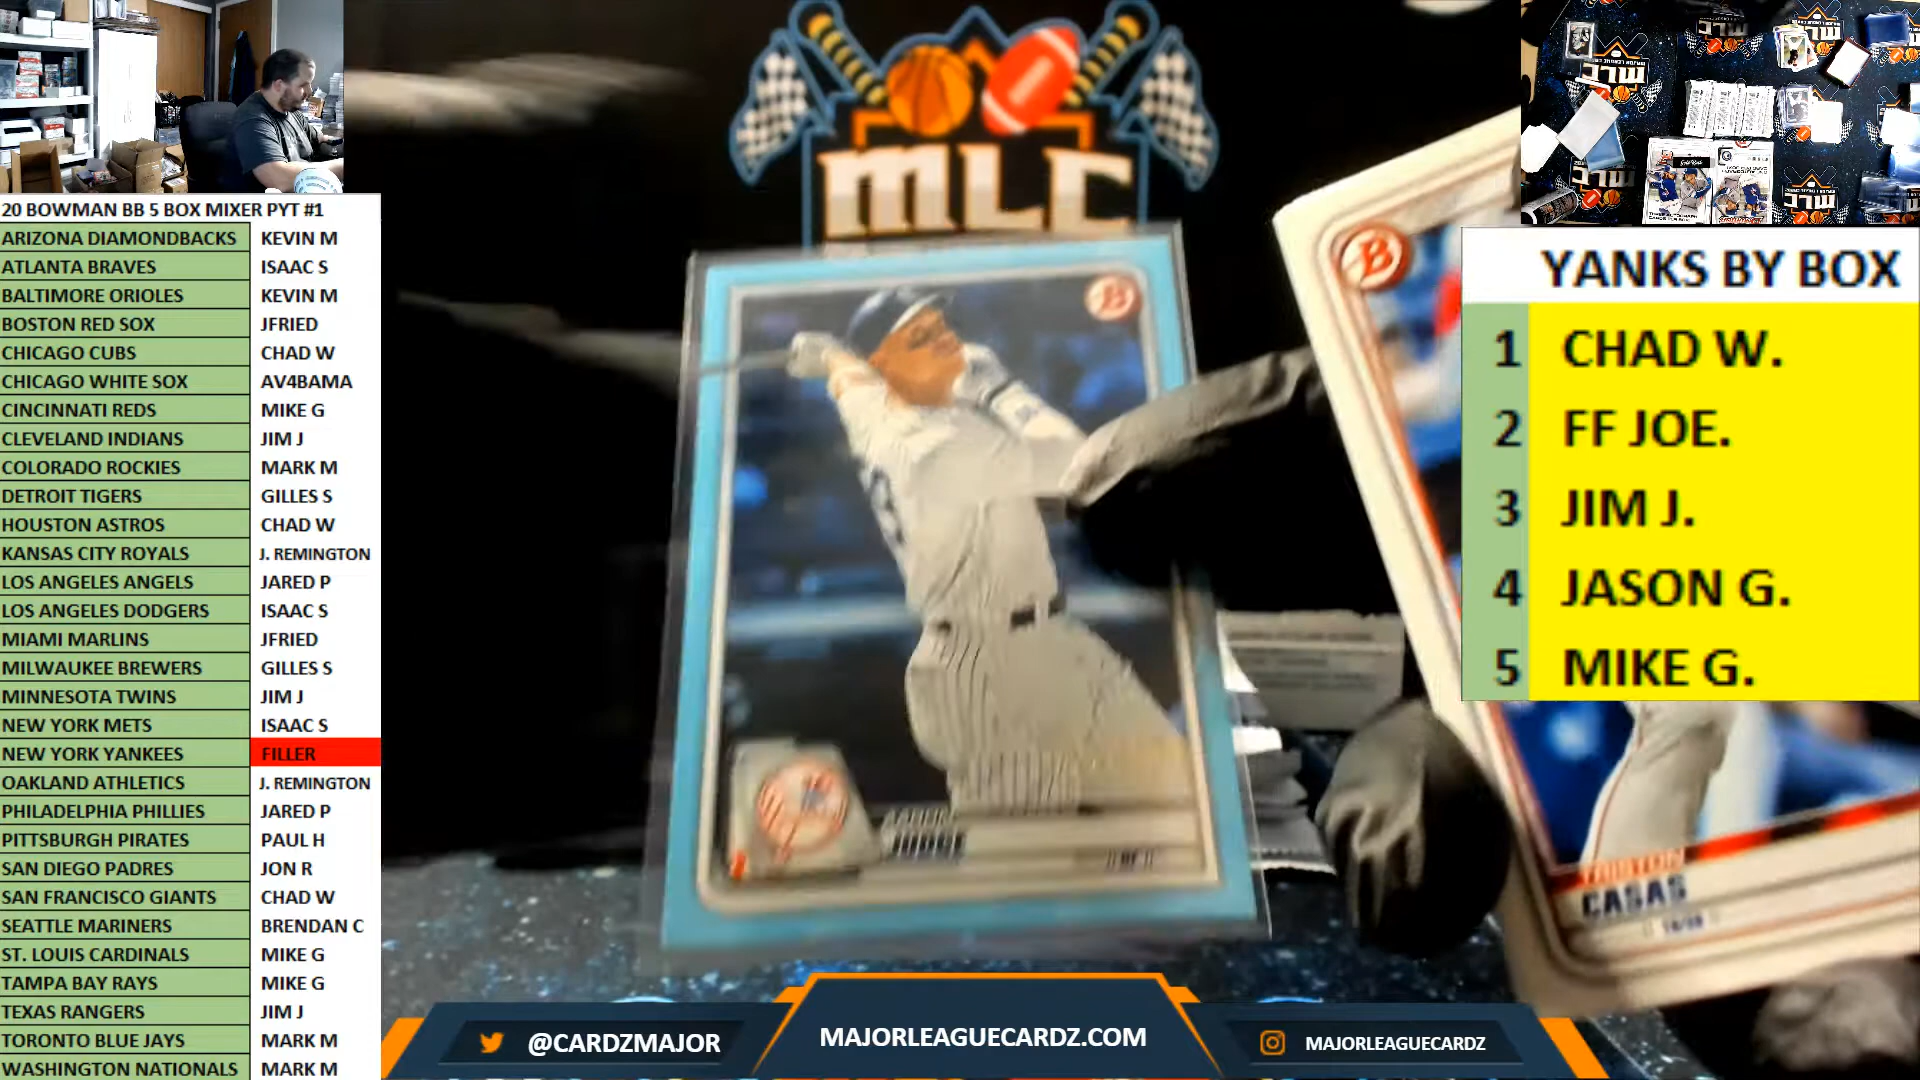 20 BOWMAN BB 5 BOX MIXER PYT #1
ARIZONA DIAMONDBACKS KEVIN M
ATLANTA BRAVES ISAAC S
BALTIMORE ORIOLES KEVIN M
BOSTON RED SOX JFRIED
CHICAGO CUBS CHAD W
CHICAGO WHITE SOX AV4BAMA
CINCINNATI REDS MIKE G
CLEVELAND INDIANS JIM J
COLORADO ROCKIES MARK M
DETROIT TIGERS GILLES S
HOUSTON ASTROS CHAD W
KANSAS CITY ROYALS J. REMINGTON
LOS ANGELES ANGELS JARED P
LOS ANGELES DODGERS ISAAC S
MIAMI MARLINS JFRIED
MILWAUKEE BREWERS GILLES S
MINNESOTA TWINS JIM J
NEW YORK METS ISAAC S
NEW YORK YANKEES FILLER
OAKLAND ATHLETICS J. REMINGTON
PHILADELPHIA PHILLIES JARED P
PITTSBURGH PIRATES PAUL H
SAN DIEGO PADRES JON R
SAN FRANCISCO GIANTS CHAD W
SEATTLE MARINERS BRENDAN C
ST. LOUIS CARDINALS MIKE G
TAMPA BAY RAYS MIKE G
TEXAS RANGERS JIM J
TORONTO BLUE JAYS MARK M
WASHINGTON NATIONALS MARK M
MLC
B
AARON
JUDGE
B
TRISTON
CASAS
YANKS BY BOX
1 CHAD W.
2 FF JOE.
3 JIM J.
4 JASON G.
5 MIKE G.
@CARDZMAJOR
MAJORLEAGUECARDZ.COM
MAJORLEAGUECARDZ